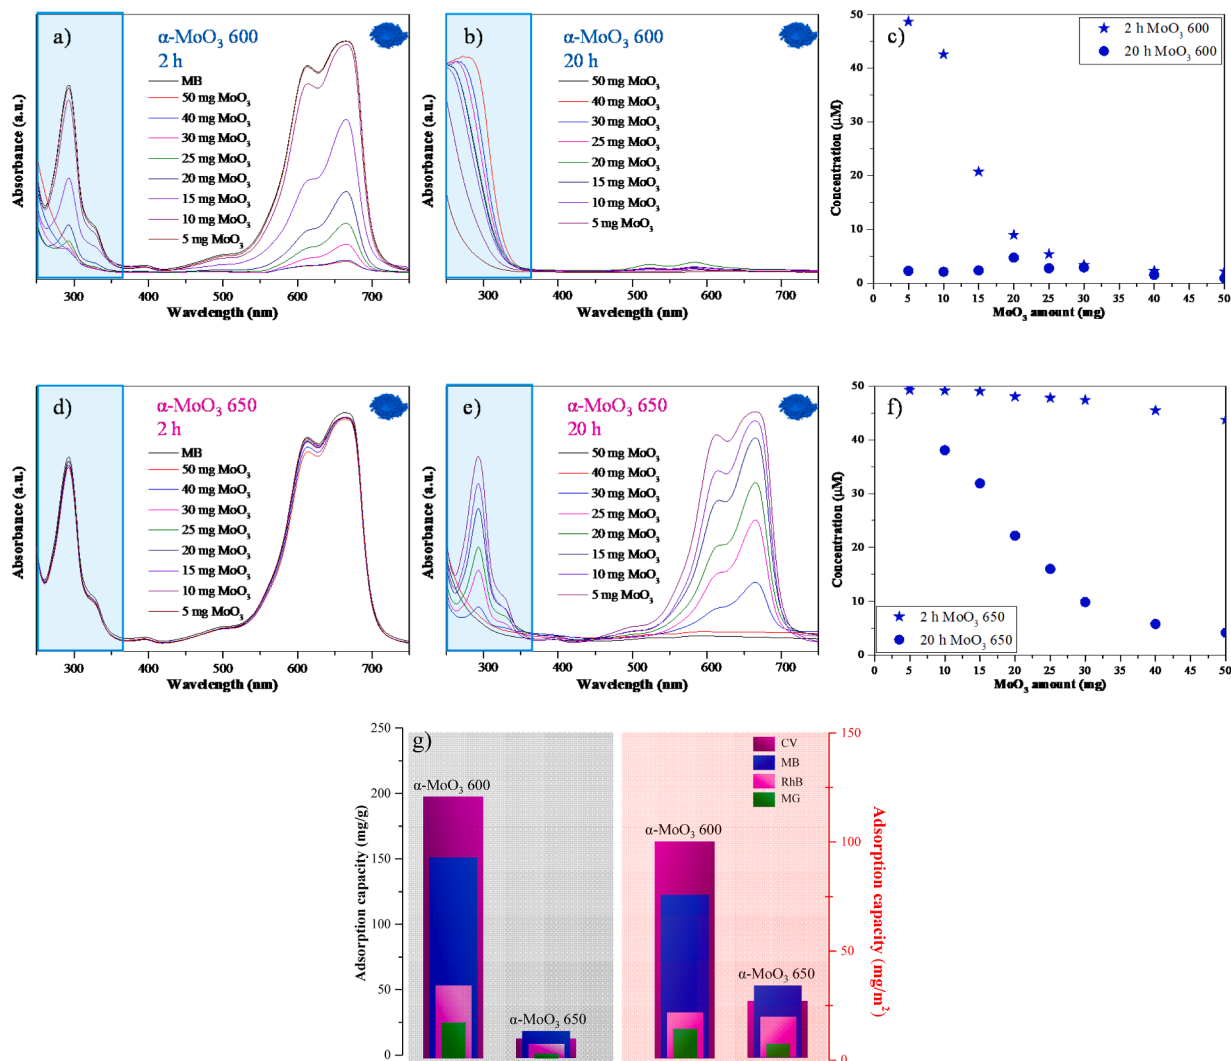 a)
α-MoO₃ 600
2 h
MB
50 mg MoO₃
40 mg MoO₃
30 mg MoO₃
25 mg MoO₃
20 mg MoO₃
15 mg MoO₃
10 mg MoO₃
5 mg MoO₃
Absorbance (a.u.)
300 400 500 600 700
Wavelength (nm)
b)
α-MoO₃ 600
20 h
50 mg MoO₃
40 mg MoO₃
30 mg MoO₃
25 mg MoO₃
20 mg MoO₃
15 mg MoO₃
10 mg MoO₃
5 mg MoO₃
Absorbance (a.u.)
300 400 500 600 700
Wavelength (nm)
c)
2 h MoO₃ 600
20 h MoO₃ 600
Concentration (μM)
50
40
30
20
10
0
0 5 10 15 20 25 30 35 40 45 50
MoO₃ amount (mg)
d)
α-MoO₃ 650
2 h
MB
50 mg MoO₃
40 mg MoO₃
30 mg MoO₃
25 mg MoO₃
20 mg MoO₃
15 mg MoO₃
10 mg MoO₃
5 mg MoO₃
Absorbance (a.u.)
300 400 500 600 700
Wavelength (nm)
e)
α-MoO₃ 650
20 h
50 mg MoO₃
40 mg MoO₃
30 mg MoO₃
25 mg MoO₃
20 mg MoO₃
15 mg MoO₃
10 mg MoO₃
5 mg MoO₃
Absorbance (a.u.)
300 400 500 600 700
Wavelength (nm)
f)
2 h MoO₃ 650
20 h MoO₃ 650
Concentration (μM)
50
40
30
20
10
0
0 5 10 15 20 25 30 35 40 45 50
MoO₃ amount (mg)
g)
Adsorption capacity (mg/g)
250
200
150
100
50
0
α-MoO₃ 600
α-MoO₃ 650
α-MoO₃ 600
α-MoO₃ 650
CV
MB
RhB
MG
150
100
50
0
Adsorption capacity (mg/m²)